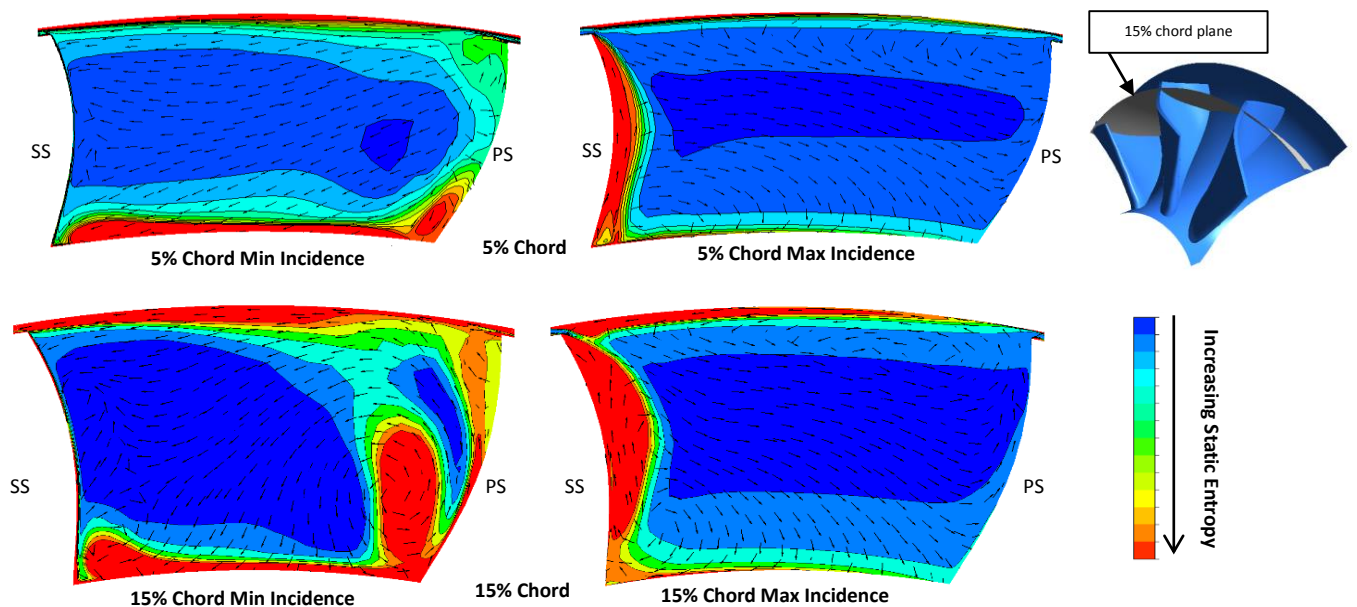 15% chord plane
SS
PS
SS
PS
5% Chord Min Incidence
5% Chord
5% Chord Max Incidence
SS
PS
SS
PS
15% Chord Min Incidence
15% Chord
15% Chord Max Incidence
Increasing Static Entropy